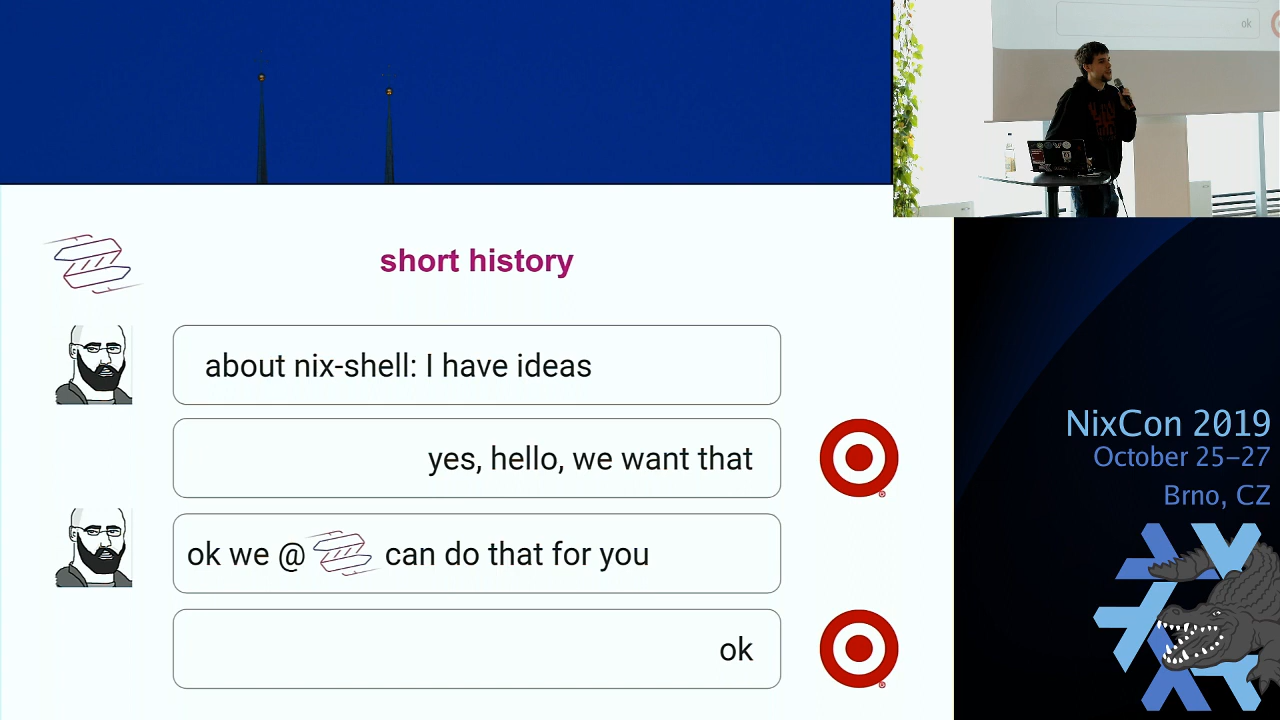 short history
about nix-shell: I have ideas
yes, hello, we want that
ok we @ can do that for you
ok
ok
NixCon 2019
October 25–27
Brno, CZ